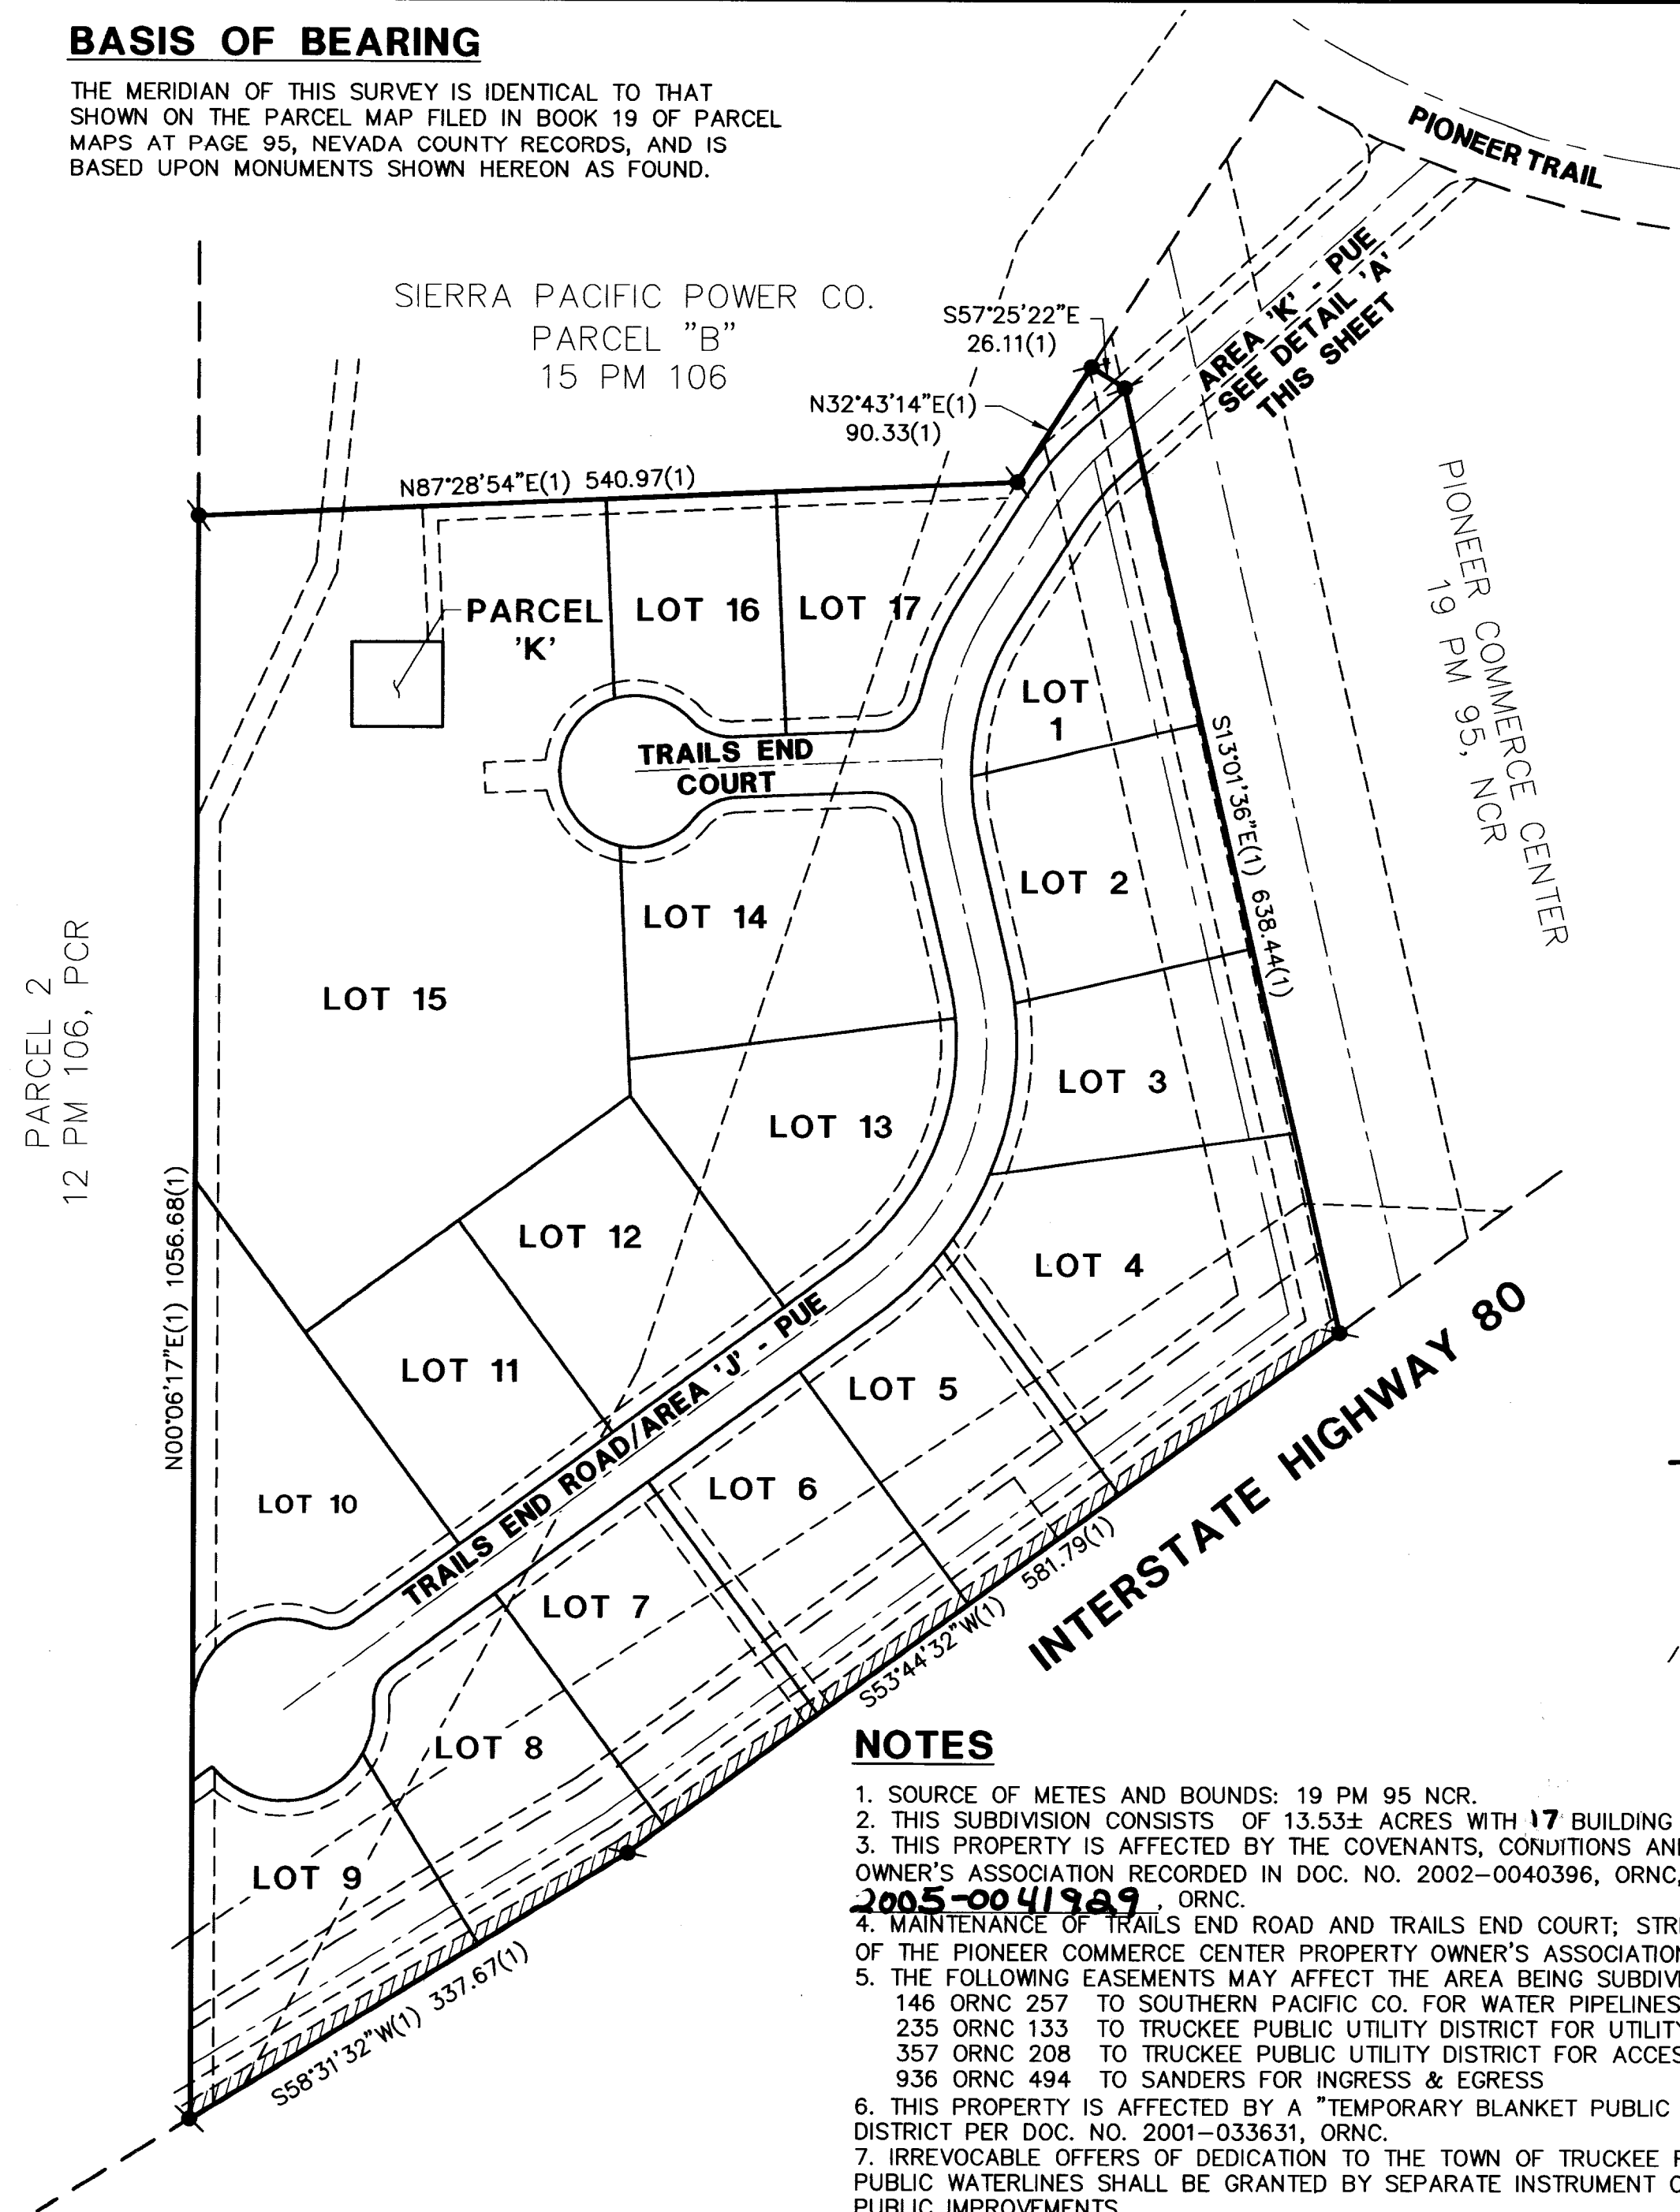 BASIS OF BEARING
THE MERIDIAN OF THIS SURVEY IS IDENTICAL TO THAT
SHOWN ON THE PARCEL MAP FILED IN BOOK 19 OF PARCEL
MAPS AT PAGE 95, NEVADA COUNTY RECORDS, AND IS
BASED UPON MONUMENTS SHOWN HEREON AS FOUND.
PIONEER TRAIL
SIERRA PACIFIC POWER CO.
PARCEL "B"
15 PM 106
S57°25'22"E
26.11(1)
N32°43'14"E(1)
90.33(1)
AREA 'K' - PUE
SEE DETAIL 'A'
THIS SHEET
N87°28'54"E(1) 540.97(1)
PIONEER COMMERCE CENTER
19 PM 95, NCR
PARCEL
'K'
LOT 16
LOT 17
LOT
1
TRAILS END
COURT
S13°01'36"E(1) 638.44(1)
LOT 2
LOT 14
LOT 15
PARCEL 2
12 PM 106, PCR
LOT 3
LOT 13
N00°06'17"E(1) 1056.68(1)
LOT 12
LOT 4
LOT 11
LOT 5
LOT 6
LOT 10
TRAILS END ROAD/AREA 'J' - PUE
INTERSTATE HIGHWAY 80
LOT 7
S53°44'32"W(1) 581.79(1)
LOT 8
LOT 9
S58°31'32"W(1) 337.67(1)
NOTES
1. SOURCE OF METES AND BOUNDS: 19 PM 95 NCR.
2. THIS SUBDIVISION CONSISTS OF 13.53± ACRES WITH 17 BUILDING
3. THIS PROPERTY IS AFFECTED BY THE COVENANTS, CONDITIONS AN
OWNER'S ASSOCIATION RECORDED IN DOC. NO. 2002-0040396, ORNC,
2005-0041929, ORNC.
4. MAINTENANCE OF TRAILS END ROAD AND TRAILS END COURT; STR
OF THE PIONEER COMMERCE CENTER PROPERTY OWNER'S ASSOCIATION
5. THE FOLLOWING EASEMENTS MAY AFFECT THE AREA BEING SUBDIV
146 ORNC 257 TO SOUTHERN PACIFIC CO. FOR WATER PIPELINES
235 ORNC 133 TO TRUCKEE PUBLIC UTILITY DISTRICT FOR UTILITY
357 ORNC 208 TO TRUCKEE PUBLIC UTILITY DISTRICT FOR ACCES
936 ORNC 494 TO SANDERS FOR INGRESS & EGRESS
6. THIS PROPERTY IS AFFECTED BY A "TEMPORARY BLANKET PUBLIC
DISTRICT PER DOC. NO. 2001-033631, ORNC.
7. IRREVOCABLE OFFERS OF DEDICATION TO THE TOWN OF TRUCKEE
PUBLIC WATERLINES SHALL BE GRANTED BY SEPARATE INSTRUMENT
PUBLIC IMPROVEMENTS